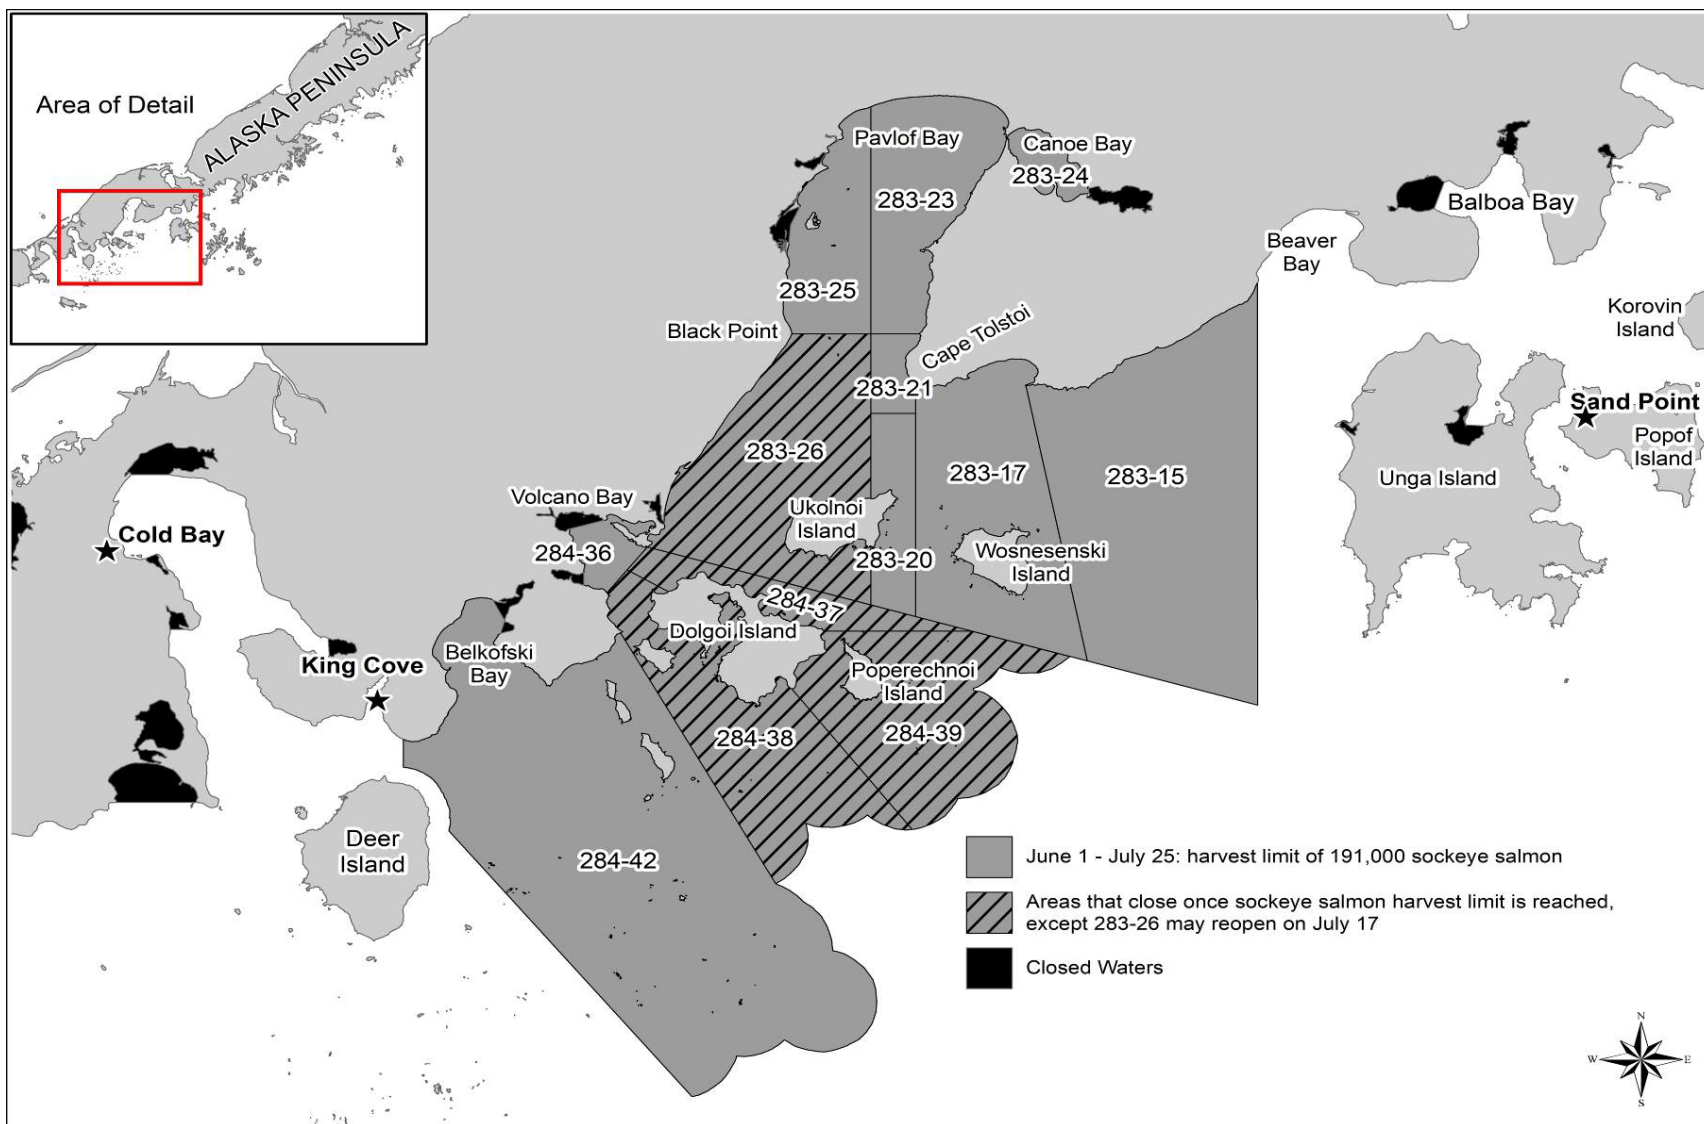 Area of Detail
ALASKA PENINSULA
Pavlof Bay
Canoe Bay
283-24
283-23
Balboa Bay
Beaver
Bay
283-25
Korovin
Island
Black Point
Cape Tolstoi
283-21
Sand Point
Popof
Island
283-26
283-17
283-15
Unga Island
Volcano Bay
Ukolnoi
Island
Cold Bay
284-36
283-20
Wosnesenski
Island
284-37
Dolgoi Island
Belkofski
Bay
King Cove
Poperechnoi
Island
284-38
284-39
Deer
Island
284-42
June 1 - July 25: harvest limit of 191,000 sockeye salmon
Areas that close once sockeye salmon harvest limit is reached,
except 283-26 may reopen on July 17
Closed Waters
N
W
E
S